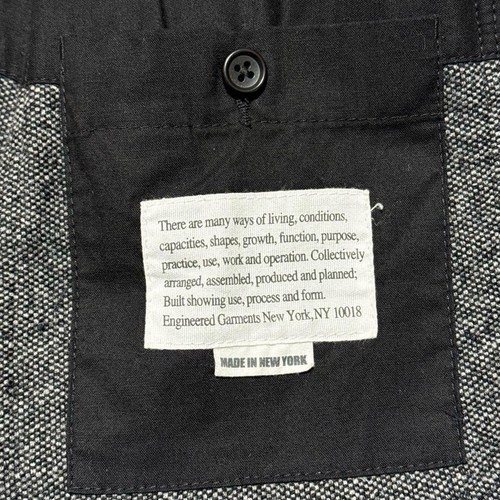 There are many ways of living, conditions,
capacities, shapes, growth, function, purpose,
practice, use, work and operation. Collectively
arranged, assembled, produced and planned;
Built showing use, process and form.
Engineered Garments New York,NY 10018
MADE IN NEW YORK